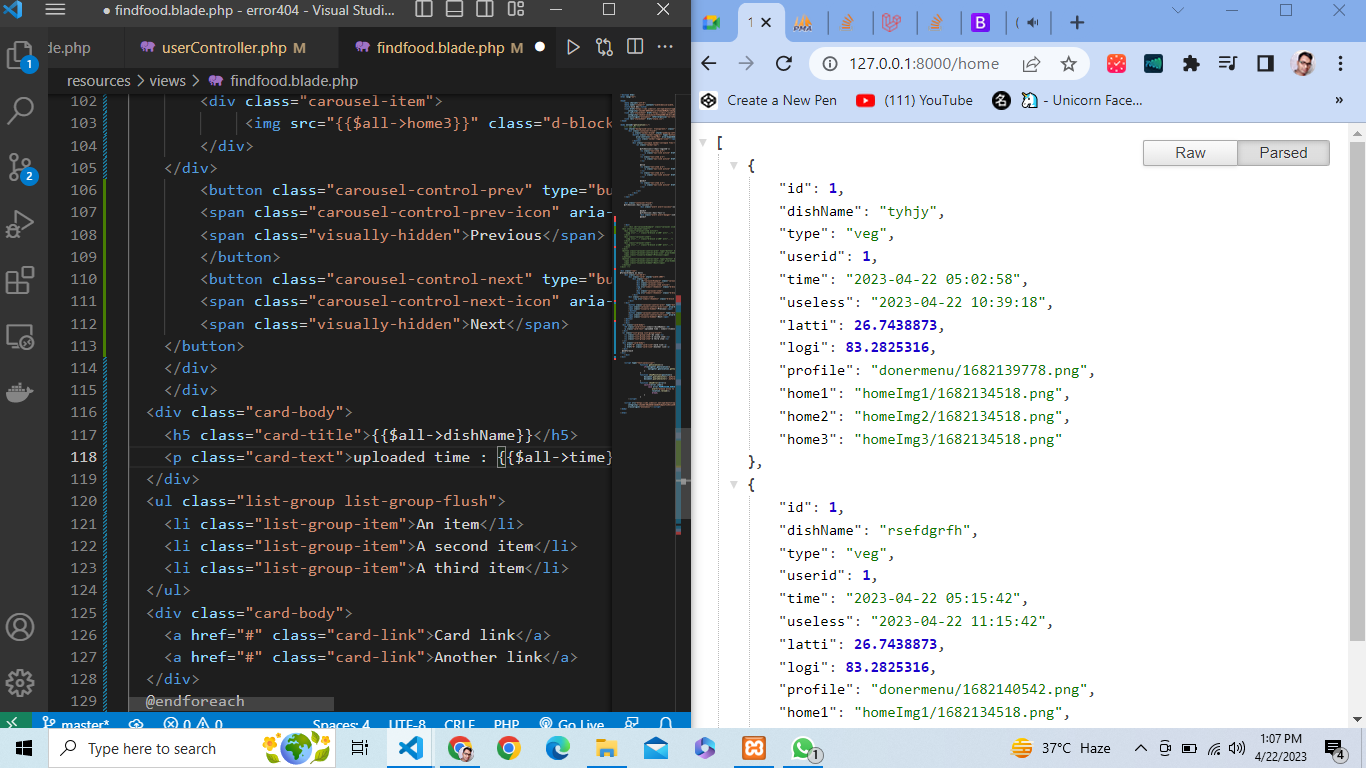 ● findfood.blade.php - error404 - Visual Studi...
de.php
userController.php M
findfood.blade.php M ●
resources > views > findfood.blade.php
102 <div class="carousel-item">
103 <img src="{{$all->home3}}" class="d-block
104 </div>
105 </div>
106 <button class="carousel-control-prev" type="bu
107 <span class="carousel-control-prev-icon" aria-
108 <span class="visually-hidden">Previous</span>
109 </button>
110 <button class="carousel-control-next" type="bu
111 <span class="carousel-control-next-icon" aria-
112 <span class="visually-hidden">Next</span>
113 </button>
114 </div>
115 </div>
116 <div class="card-body">
117 <h5 class="card-title">{{$all->dishName}}</h5>
118 <p class="card-text">uploaded time : {{$all->time}
119 </div>
120 <ul class="list-group list-group-flush">
121 <li class="list-group-item">An item</li>
122 <li class="list-group-item">A second item</li>
123 <li class="list-group-item">A third item</li>
124 </ul>
125 <div class="card-body">
126 <a href="#" class="card-link">Card link</a>
127 <a href="#" class="card-link">Another link</a>
128 </div>
129 @endforeach
1
2
master* 0 0 Spaces: 4 UTF-8 CRLF PHP Go Live
1
127.0.0.1:8000/home
Create a New Pen
(111) YouTube
- Unicorn Face...
»
Raw Parsed
[
{
"id": 1,
"dishName": "tyhjy",
"type": "veg",
"userid": 1,
"time": "2023-04-22 05:02:58",
"useless": "2023-04-22 10:39:18",
"latti": 26.7438873,
"logi": 83.2825316,
"profile": "donermenu/1682139778.png",
"home1": "homeImg1/1682134518.png",
"home2": "homeImg2/1682134518.png",
"home3": "homeImg3/1682134518.png"
},
{
"id": 1,
"dishName": "rsefdgrfh",
"type": "veg",
"userid": 1,
"time": "2023-04-22 05:15:42",
"useless": "2023-04-22 11:15:42",
"latti": 26.7438873,
"logi": 83.2825316,
"profile": "donermenu/1682140542.png",
"home1": "homeImg1/1682134518.png",
Type here to search
1
37°C Haze
1:07 PM
4/22/2023
4